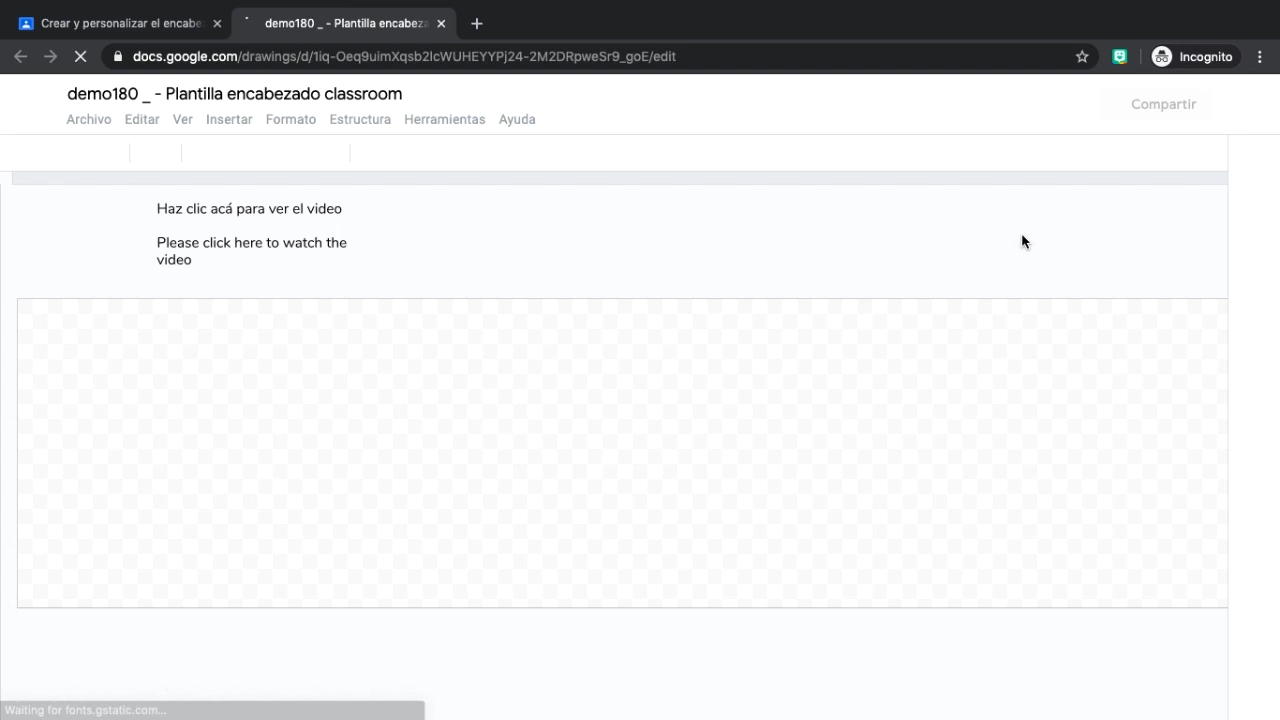 Crear y personalizar el encabe
demo180 _ - Plantilla encabeza
docs.google.com/drawings/d/1iq-Oeq9uimXqsb2lcWUHEYYPj24-2M2DRpweSr9_goE/edit
Incognito
demo180 _ - Plantilla encabezado classroom
Archivo Editar Ver Insertar Formato Estructura Herramientas Ayuda
Compartir
Haz clic acá para ver el video
Please click here to watch the
video
Waiting for fonts.gstatic.com...